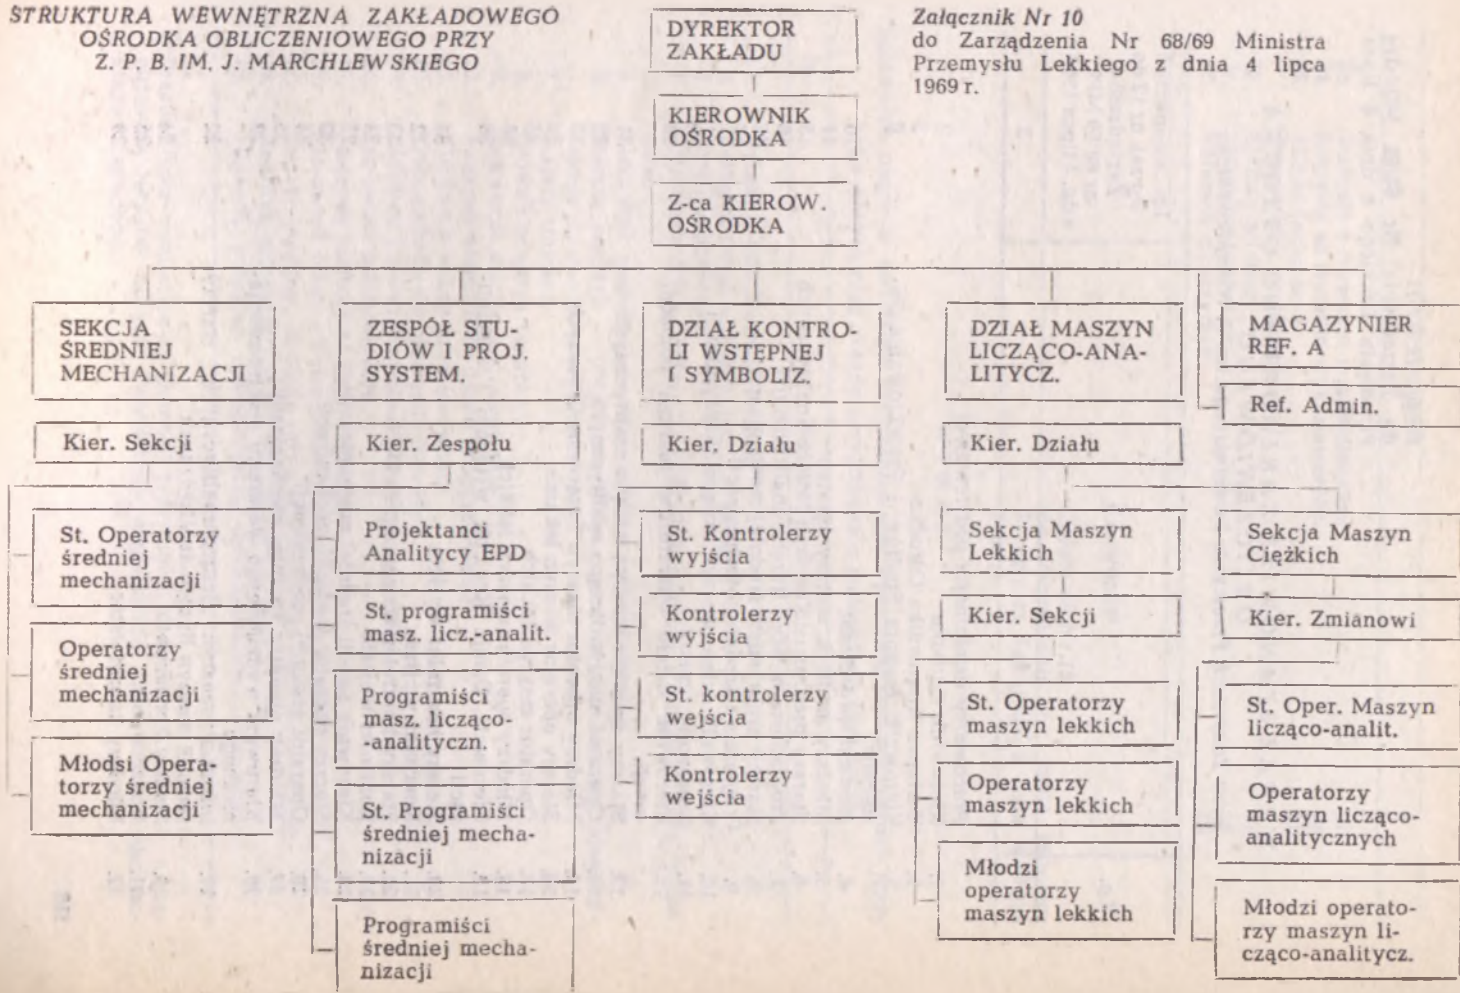 STRUKTURA WEWNĘTRZNA ZAKŁADOWEGO
OŚRODKA OBLICZENIOWEGO PRZY
Z. P. B. IM. J. MARCHLEWSKIEGO
DYREKTOR
ZAKŁADU
Załącznik Nr 10
do Zarządzenia Nr 68/69 Ministra
Przemysłu Lekkiego z dnia 4 lipca
1969 r.
KIEROWNIK
OŚRODKA
Z-ca KIEROW.
OŚRODKA
SEKCJA
ŚREDNIEJ
MECHANIZACJI
Kier. Sekcji
St. Operatorzy
średniej
mechanizacji
Operatorzy
średniej
mechanizacji
Młodsi Opera-
torzy średniej
mechanizacji
ZESPÓŁ STU-
DIÓW I PROJ.
SYSTEM.
Kier. Zespołu
Projektanci
Analitycy EPD
St. programiści
masz. licz.-analit.
Programiści
masz. licząco-
-analityczn.
St. Programiści
średniej mecha-
nizacji
Programiści
średniej mecha-
nizacji
DZIAŁ KONTRO-
LI WSTĘPNEJ
I SYMBOLIZ.
Kier. Działu
St. Kontrolerzy
wyjścia
Kontrolerzy
wyjścia
St. kontrolerzy
wejścia
Kontrolerzy
wejścia
DZIAŁ MASZYN
LICZĄCO-ANA-
LITYCZ.
Kier. Działu
Sekcja Maszyn
Lekkich
Kier. Sekcji
St. Operatorzy
maszyn lekkich
Operatorzy
maszyn lekkich
Młodzi
operatorzy
maszyn lekkich
Sekcja Maszyn
Ciężkich
Kier. Zmianowi
St. Oper. Maszyn
licząco-analit.
Operatorzy
maszyn licząco-
analitycznych
Młodzi operato-
rzy maszyn li-
cząco-analitycz.
MAGAZYNIER
REF. A
Ref. Admin.